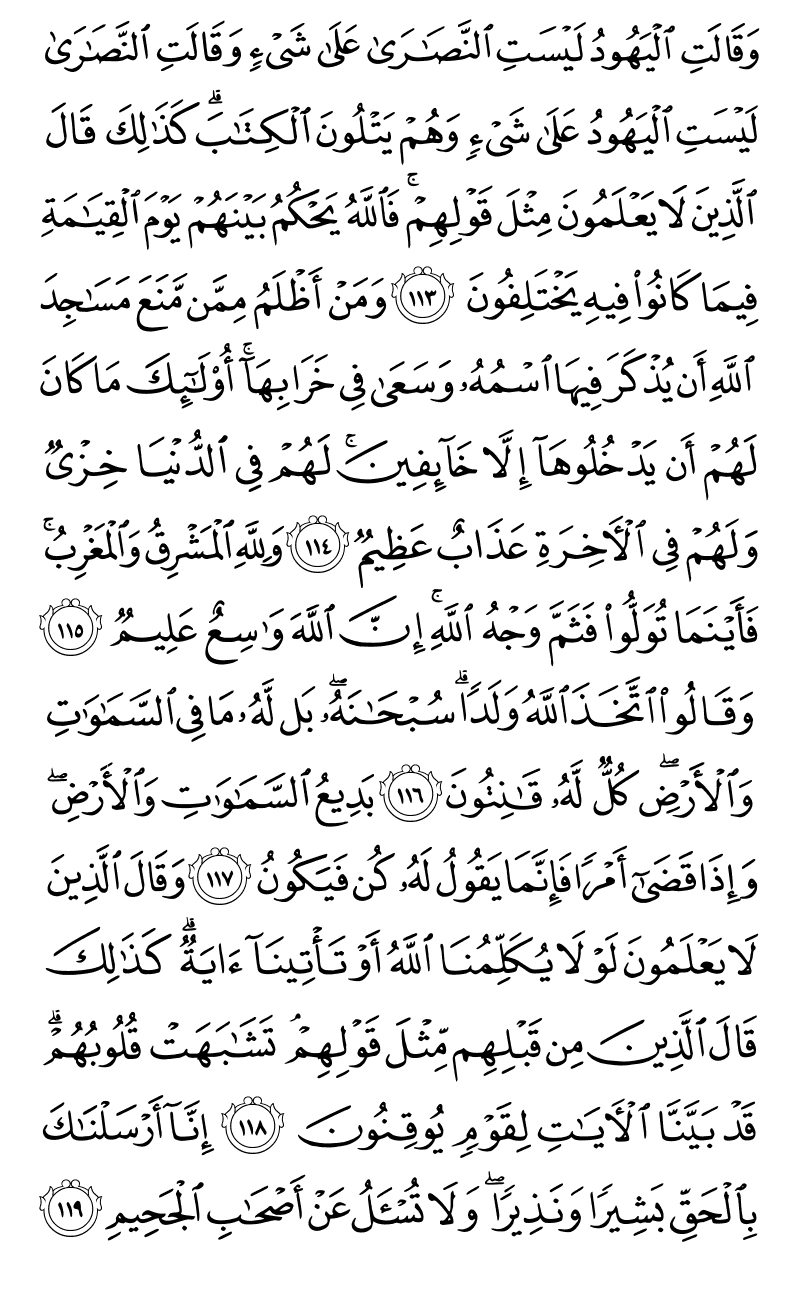 وَقَالَتِ ٱلْيَهُودُ لَيْسَتِ ٱلنَّصَـٰرَىٰ عَلَىٰ شَىْءٍ وَقَالَتِ ٱلنَّصَـٰرَىٰ
لَيْسَتِ ٱلْيَهُودُ عَلَىٰ شَىْءٍ وَهُمْ يَتْلُونَ ٱلْكِتَـٰبَ ۗ كَذَٰلِكَ قَالَ
ٱلَّذِينَ لَا يَعْلَمُونَ مِثْلَ قَوْلِهِمْ ۚ فَٱللَّهُ يَحْكُمُ بَيْنَهُمْ يَوْمَ ٱلْقِيَـٰمَةِ
فِيمَا كَانُوا۟ فِيهِ يَخْتَلِفُونَ ١١٣ وَمَنْ أَظْلَمُ مِمَّن مَّنَعَ مَسَـٰجِدَ
ٱللَّهِ أَن يُذْكَرَ فِيهَا ٱسْمُهُۥ وَسَعَىٰ فِى خَرَابِهَآ ۚ أُو۟لَـٰٓئِكَ مَا كَانَ
لَهُمْ أَن يَدْخُلُوهَآ إِلَّا خَآئِفِينَ ۚ لَهُمْ فِى ٱلدُّنْيَا خِزْىٌ
وَلَهُمْ فِى ٱلْـَٔاخِرَةِ عَذَابٌ عَظِيمٌ ١١٤ وَلِلَّهِ ٱلْمَشْرِقُ وَٱلْمَغْرِبُ ۚ
فَأَيْنَمَا تُوَلُّوا۟ فَثَمَّ وَجْهُ ٱللَّهِ ۚ إِنَّ ٱللَّهَ وَٰسِعٌ عَلِيمٌ ١١٥
وَقَالُوا۟ ٱتَّخَذَ ٱللَّهُ وَلَدًا ۗ سُبْحَـٰنَهُۥ ۖ بَل لَّهُۥ مَا فِى ٱلسَّمَـٰوَٰتِ
وَٱلْأَرْضِ ۖ كُلٌّ لَّهُۥ قَـٰنِتُونَ ١١٦ بَدِيعُ ٱلسَّمَـٰوَٰتِ وَٱلْأَرْضِ ۖ
وَإِذَا قَضَىٰٓ أَمْرًا فَإِنَّمَا يَقُولُ لَهُۥ كُن فَيَكُونُ ١١٧ وَقَالَ ٱلَّذِينَ
لَا يَعْلَمُونَ لَوْلَا يُكَلِّمُنَا ٱللَّهُ أَوْ تَأْتِينَآ ءَايَةٌ ۗ كَذَٰلِكَ
قَالَ ٱلَّذِينَ مِن قَبْلِهِم مِّثْلَ قَوْلِهِمْ ۘ تَشَـٰبَهَتْ قُلُوبُهُمْ ۗ
قَدْ بَيَّنَّا ٱلْـَٔايَـٰتِ لِقَوْمٍ يُوقِنُونَ ١١٨ إِنَّآ أَرْسَلْنَـٰكَ
بِٱلْحَقِّ بَشِيرًا وَنَذِيرًا ۖ وَلَا تُسْـَٔلُ عَنْ أَصْحَـٰبِ ٱلْجَحِيمِ ١١٩